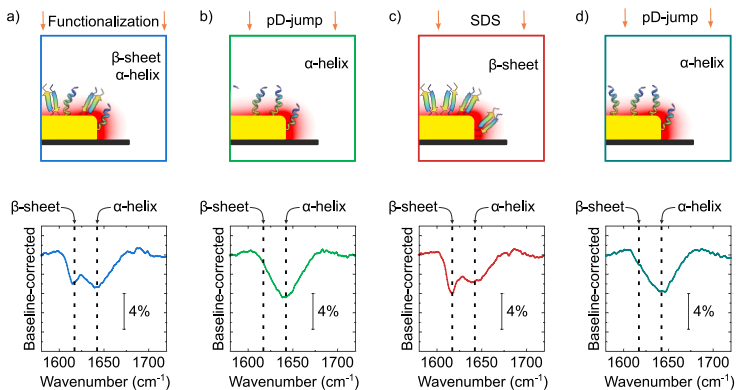 a) Functionalization
β-sheet
α-helix
b) pD-jump
α-helix
c) SDS
β-sheet
d) pD-jump
α-helix
β-sheet α-helix
Baseline-corrected
4%
1600 1650 1700
Wavenumber (cm⁻¹)
β-sheet α-helix
Baseline-corrected
4%
1600 1650 1700
Wavenumber (cm⁻¹)
β-sheet α-helix
Baseline-corrected
4%
1600 1650 1700
Wavenumber (cm⁻¹)
β-sheet α-helix
Baseline-corrected
4%
1600 1650 1700
Wavenumber (cm⁻¹)